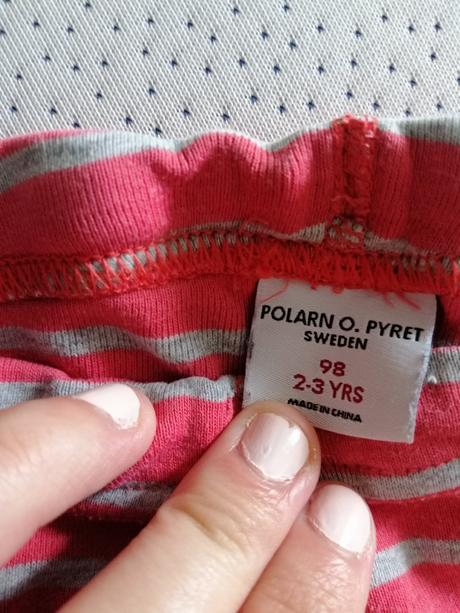 POLARN O. PYRET
SWEDEN
98
2-3 YRS
MADE IN CHINA